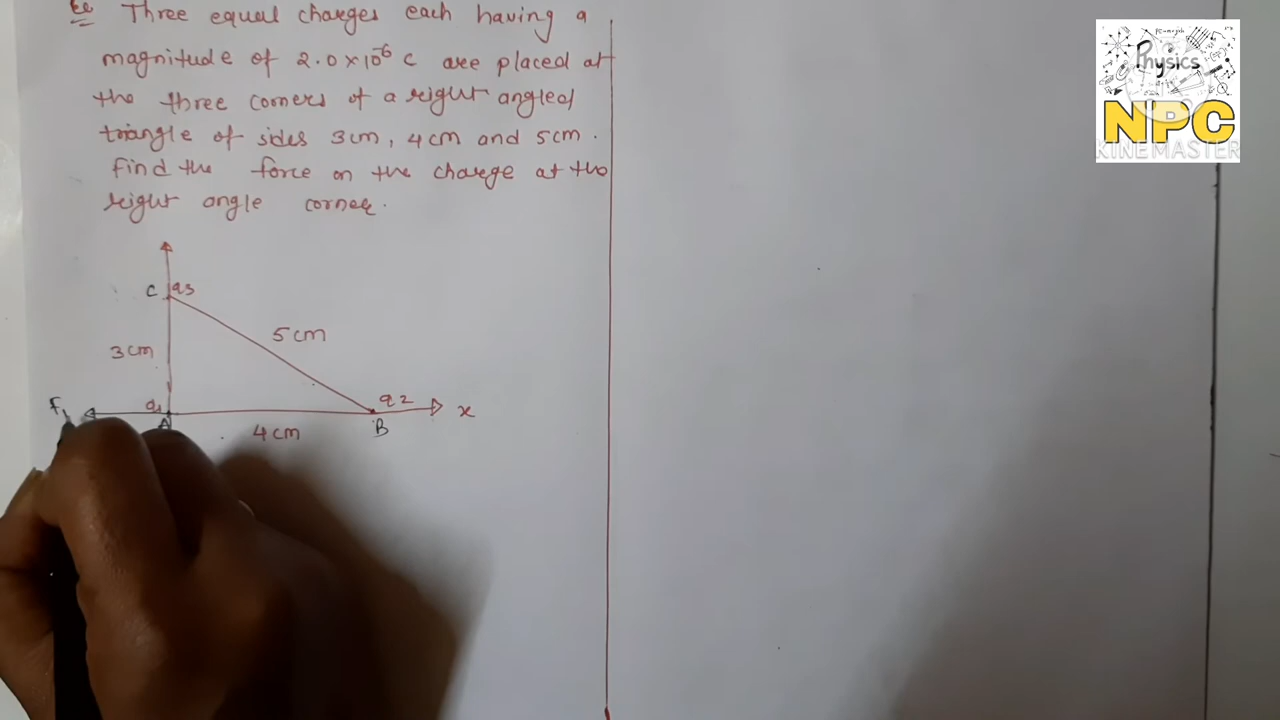 Three equal charges each having a
magnitude of 2.0×10⁻⁶ C are placed at
the three corners of a right angled
triangle of sides 3cm, 4cm and 5cm.
find the force on the charge at the
right angle corner.
C q3
5cm
3cm
F1 q1 q2 x
A B
4cm
Physics
NPC
KINEMASTER